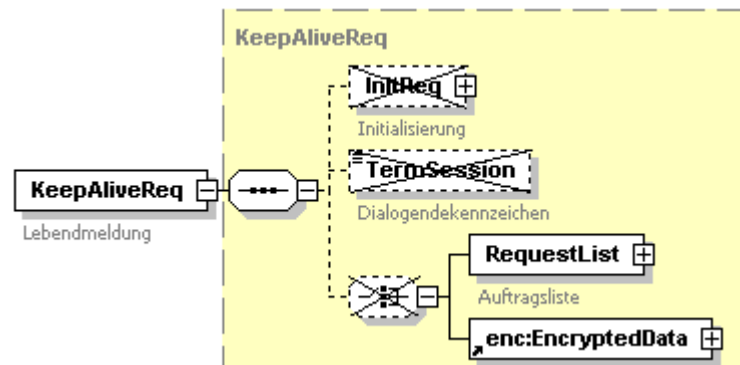 KeepAliveReq
InitReq
Initialisierung
TermSession
Dialogendekennzeichen
KeepAliveReq
Lebendmeldung
RequestList
Auftragsliste
enc:EncryptedData